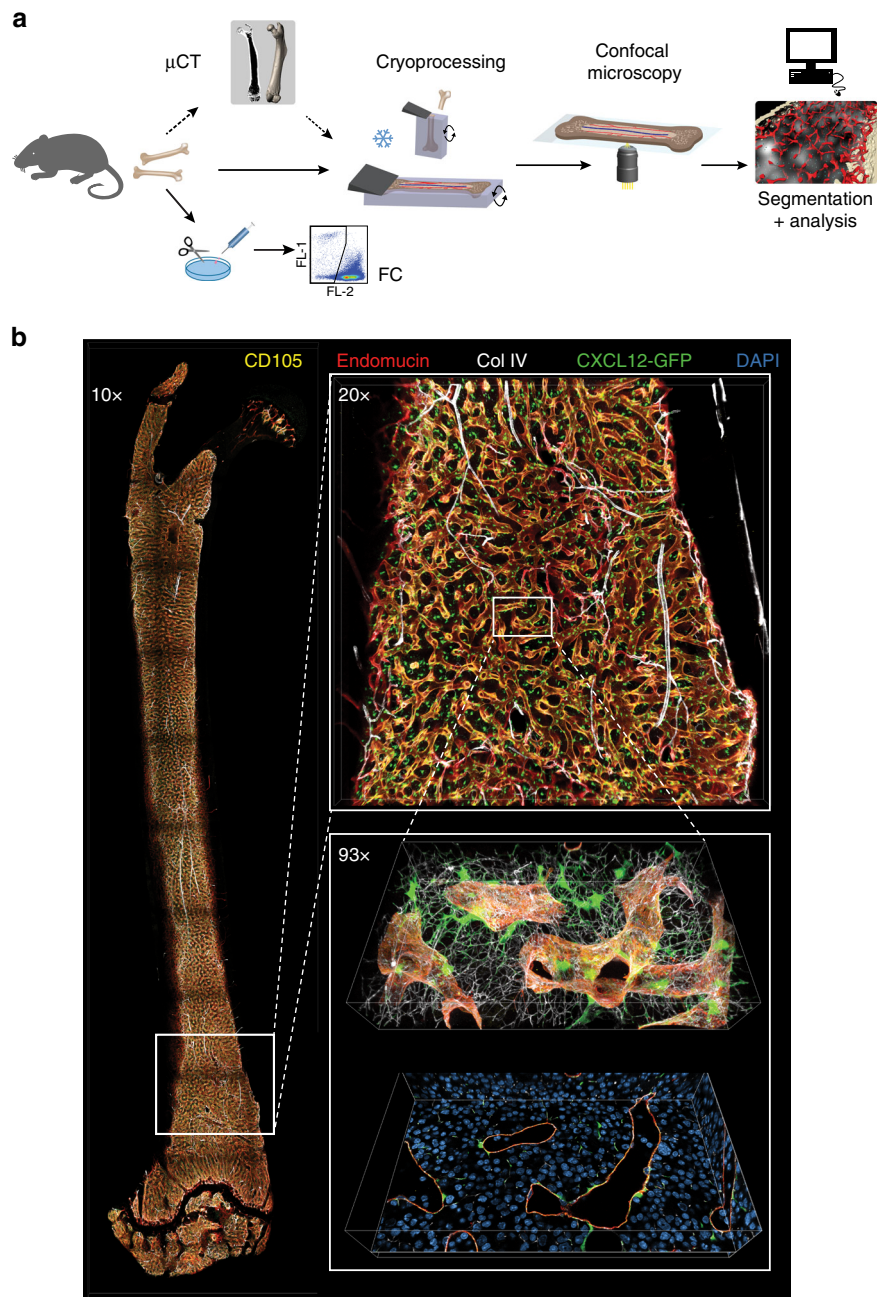 a
μCT
Cryoprocessing
Confocal
microscopy
Segmentation
+ analysis
FL-1
FL-2
FC
b
CD105 Endomucin Col IV CXCL12-GFP DAPI
10×
20×
93×